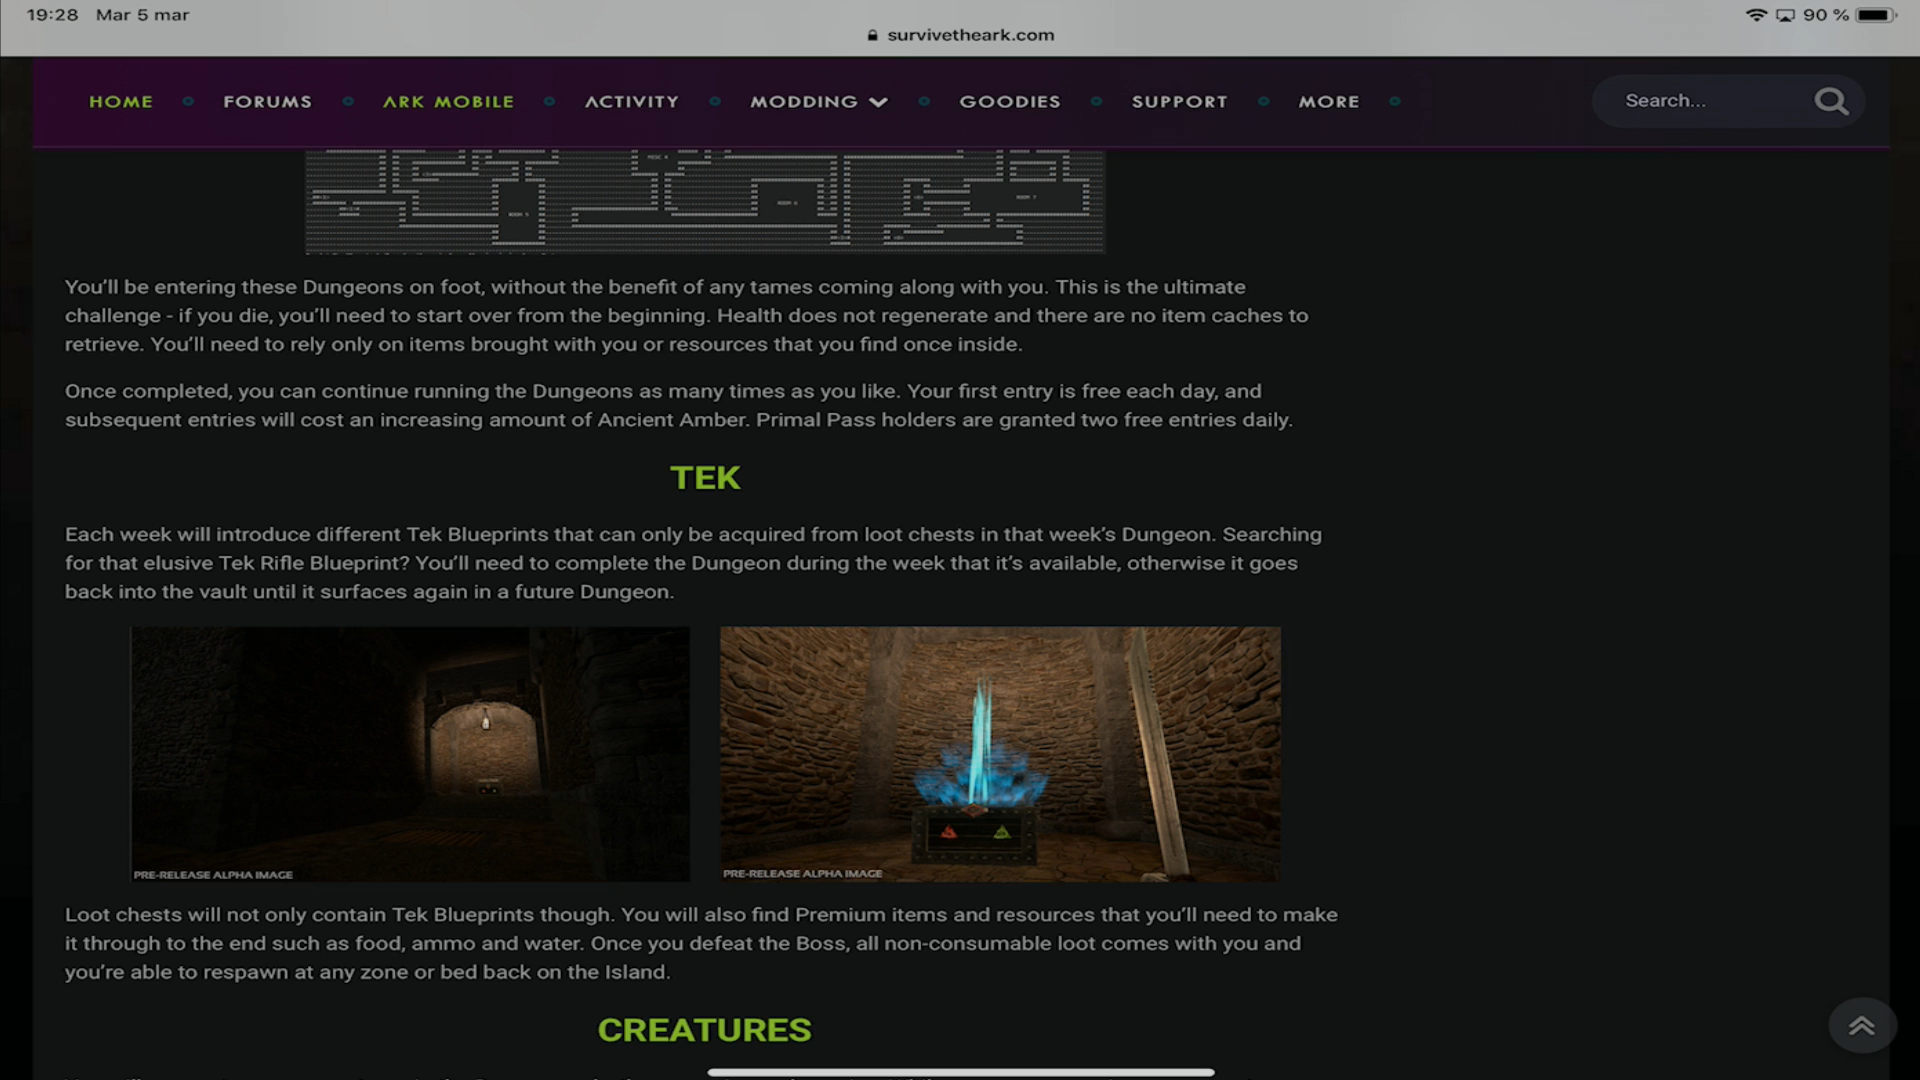 19:28 Mar 5 mar
90 %
survivetheark.com
HOME FORUMS ARK MOBILE ACTIVITY MODDING GOODIES SUPPORT MORE
Search...
ROOM 5
ROOM 6
ROOM 7
You'll be entering these Dungeons on foot, without the benefit of any tames coming along with you. This is the ultimate
challenge - if you die, you'll need to start over from the beginning. Health does not regenerate and there are no item caches to
retrieve. You'll need to rely only on items brought with you or resources that you find once inside.
Once completed, you can continue running the Dungeons as many times as you like. Your first entry is free each day, and
subsequent entries will cost an increasing amount of Ancient Amber. Primal Pass holders are granted two free entries daily.
TEK
Each week will introduce different Tek Blueprints that can only be acquired from loot chests in that week's Dungeon. Searching
for that elusive Tek Rifle Blueprint? You'll need to complete the Dungeon during the week that it's available, otherwise it goes
back into the vault until it surfaces again in a future Dungeon.
PRE-RELEASE ALPHA IMAGE
PRE-RELEASE ALPHA IMAGE
Loot chests will not only contain Tek Blueprints though. You will also find Premium items and resources that you'll need to make
it through to the end such as food, ammo and water. Once you defeat the Boss, all non-consumable loot comes with you and
you're able to respawn at any zone or bed back on the Island.
CREATURES